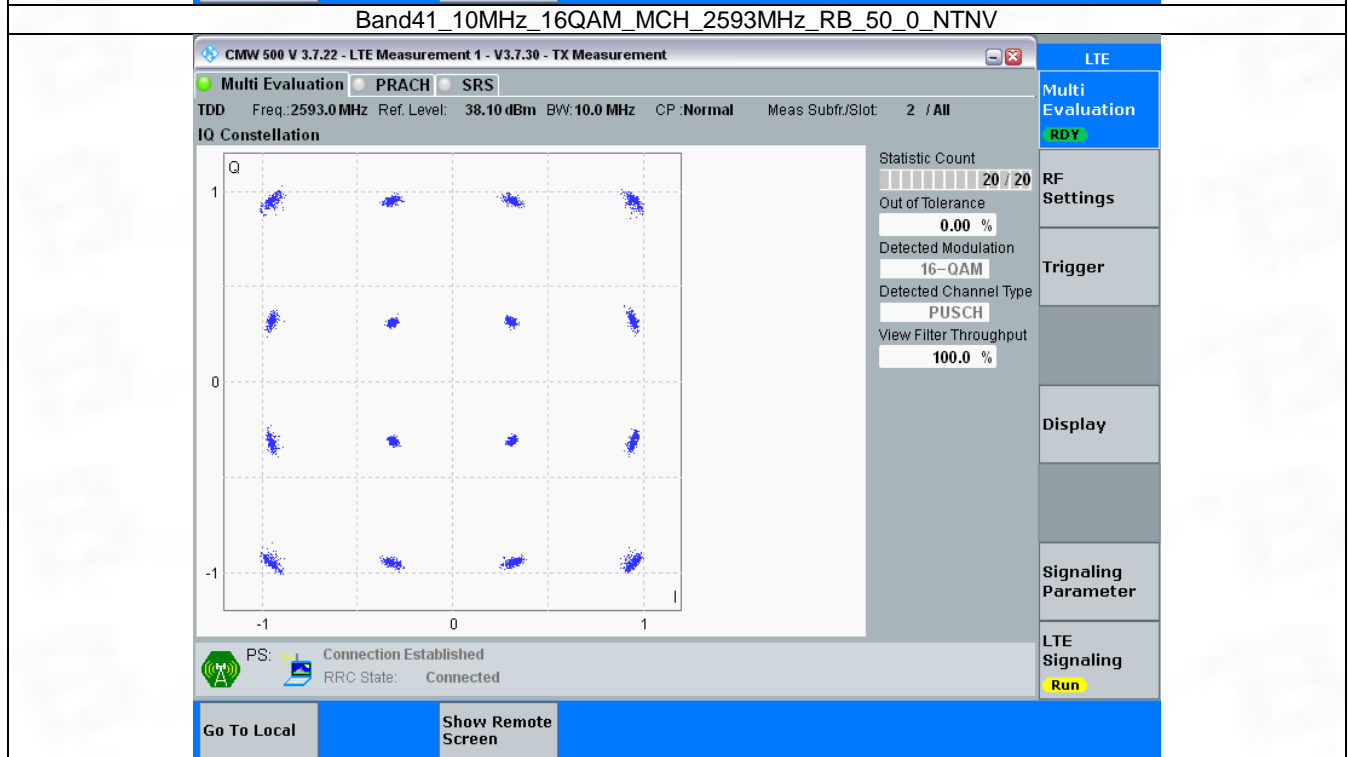 Band41_10MHz_16QAM_MCH_2593MHz_RB_50_0_NTNV
CMW 500 V 3.7.22 - LTE Measurement 1 - V3.7.30 - TX Measurement
LTE
Multi Evaluation PRACH SRS
TDD Freq.:2593.0 MHz Ref. Level: 38.10 dBm BW:10.0 MHz CP :Normal Meas Subfr./Slot: 2 / All
IQ Constellation
Q
1
0
-1
I
-1 0 1
Statistic Count
20 / 20
Out of Tolerance
0.00 %
Detected Modulation
16-QAM
Detected Channel Type
PUSCH
View Filter Throughput
100.0 %
Multi
Evaluation
RDY
RF
Settings
Trigger
Display
Signaling
Parameter
LTE
Signaling
Run
PS: Connection Established
RRC State: Connected
Go To Local
Show Remote
Screen